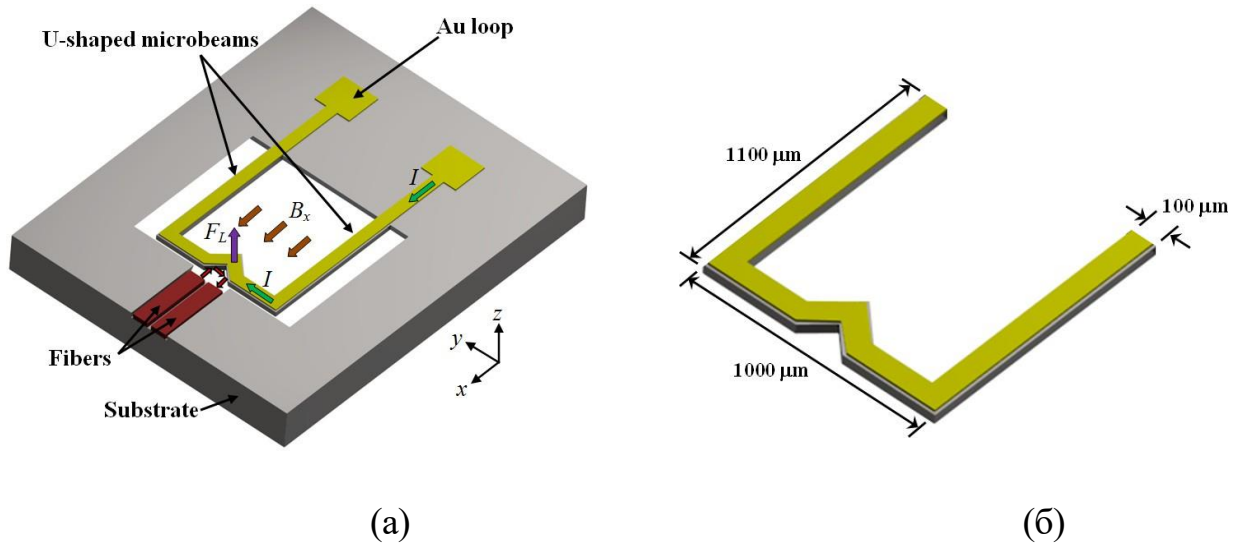 U-shaped microbeams
Au loop
I
B_x
F_L
I
Fibers
Substrate
z
y
x
1100 μm
100 μm
1000 μm
(а)
(б)